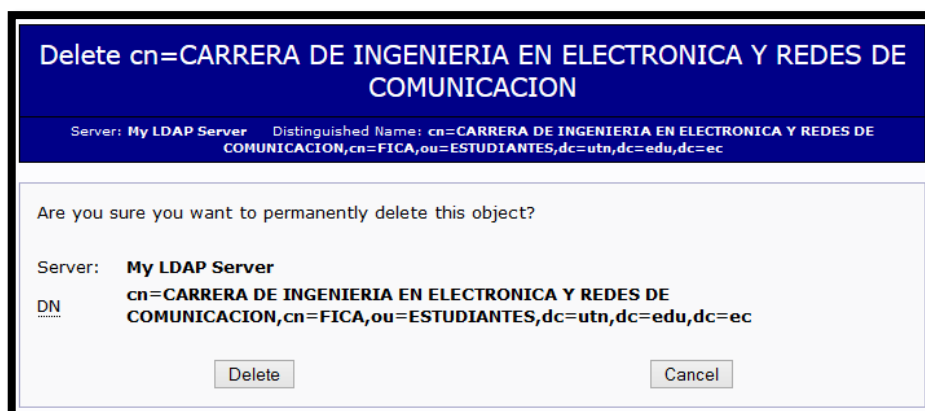 Delete cn=CARRERA DE INGENIERIA EN ELECTRONICA Y REDES DE
COMUNICACION
Server: My LDAP Server Distinguished Name: cn=CARRERA DE INGENIERIA EN ELECTRONICA Y REDES DE
COMUNICACION,cn=FICA,ou=ESTUDIANTES,dc=utn,dc=edu,dc=ec
Are you sure you want to permanently delete this object?
Server: My LDAP Server
DN cn=CARRERA DE INGENIERIA EN ELECTRONICA Y REDES DE
COMUNICACION,cn=FICA,ou=ESTUDIANTES,dc=utn,dc=edu,dc=ec
Delete Cancel